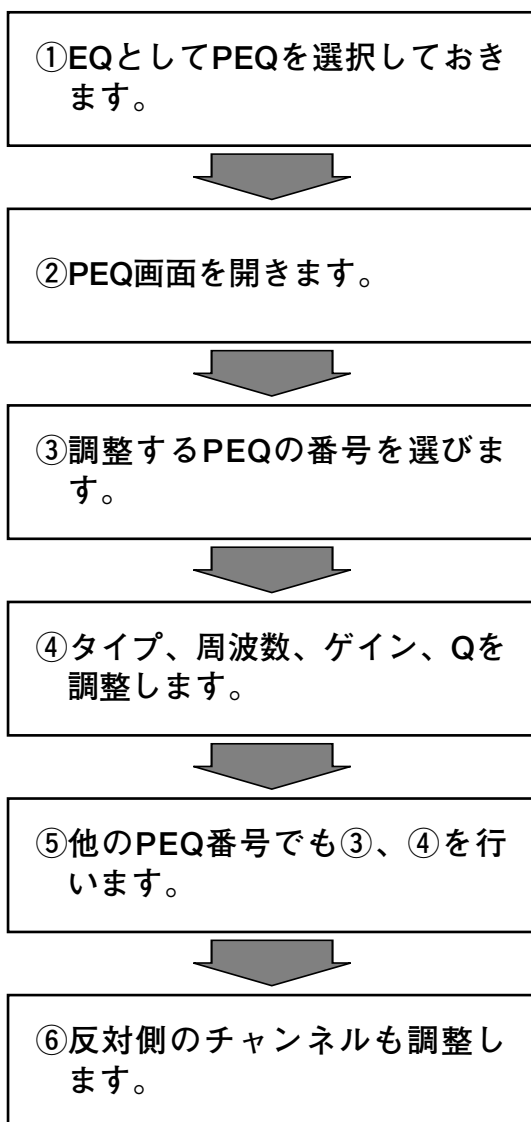 ①EQとしてPEQを選択しておき
ます。
②PEQ画面を開きます。
③調整するPEQの番号を選びま
す。
④タイプ、周波数、ゲイン、Qを
調整します。
⑤他のPEQ番号でも③、④を行
います。
⑥反対側のチャンネルも調整し
ます。